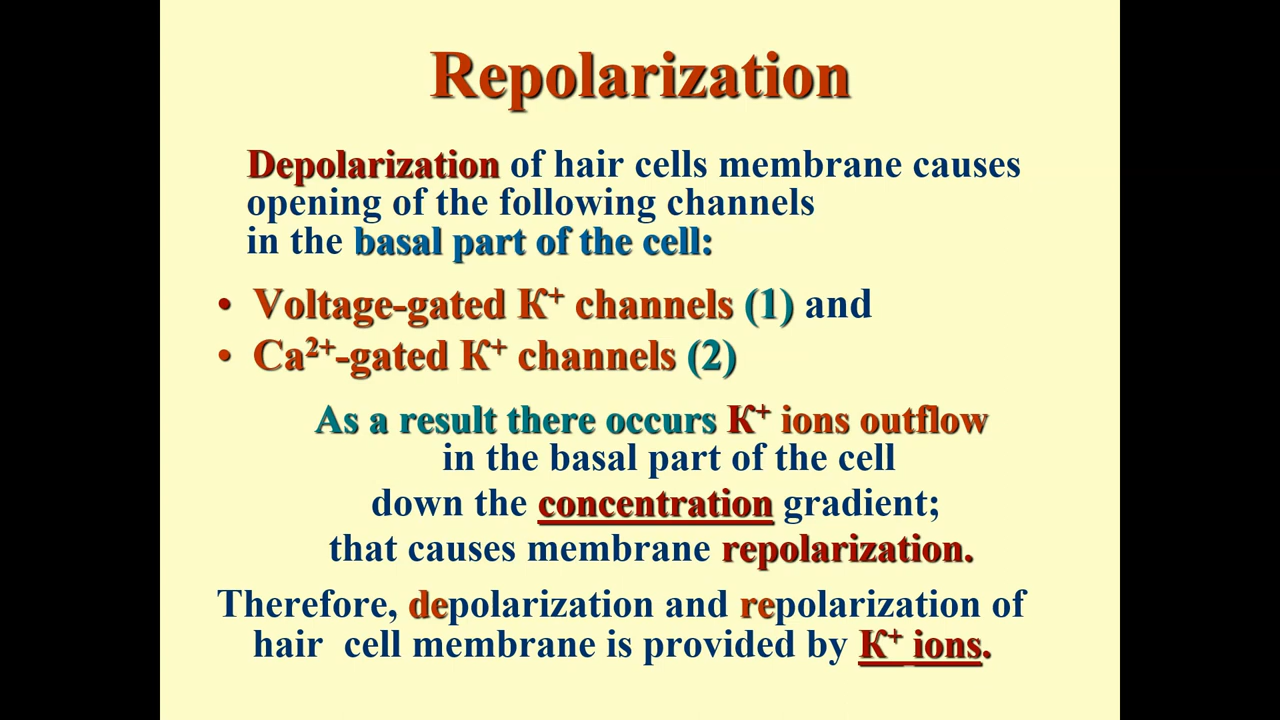 Repolarization
Depolarization of hair cells membrane causes
opening of the following channels
in the basal part of the cell:
• Voltage-gated К⁺ channels (1) and
• Ca²⁺-gated К⁺ channels (2)
As a result there occurs К⁺ ions outflow
in the basal part of the cell
down the concentration gradient;
that causes membrane repolarization.
Therefore, depolarization and repolarization of
hair cell membrane is provided by К⁺ ions.